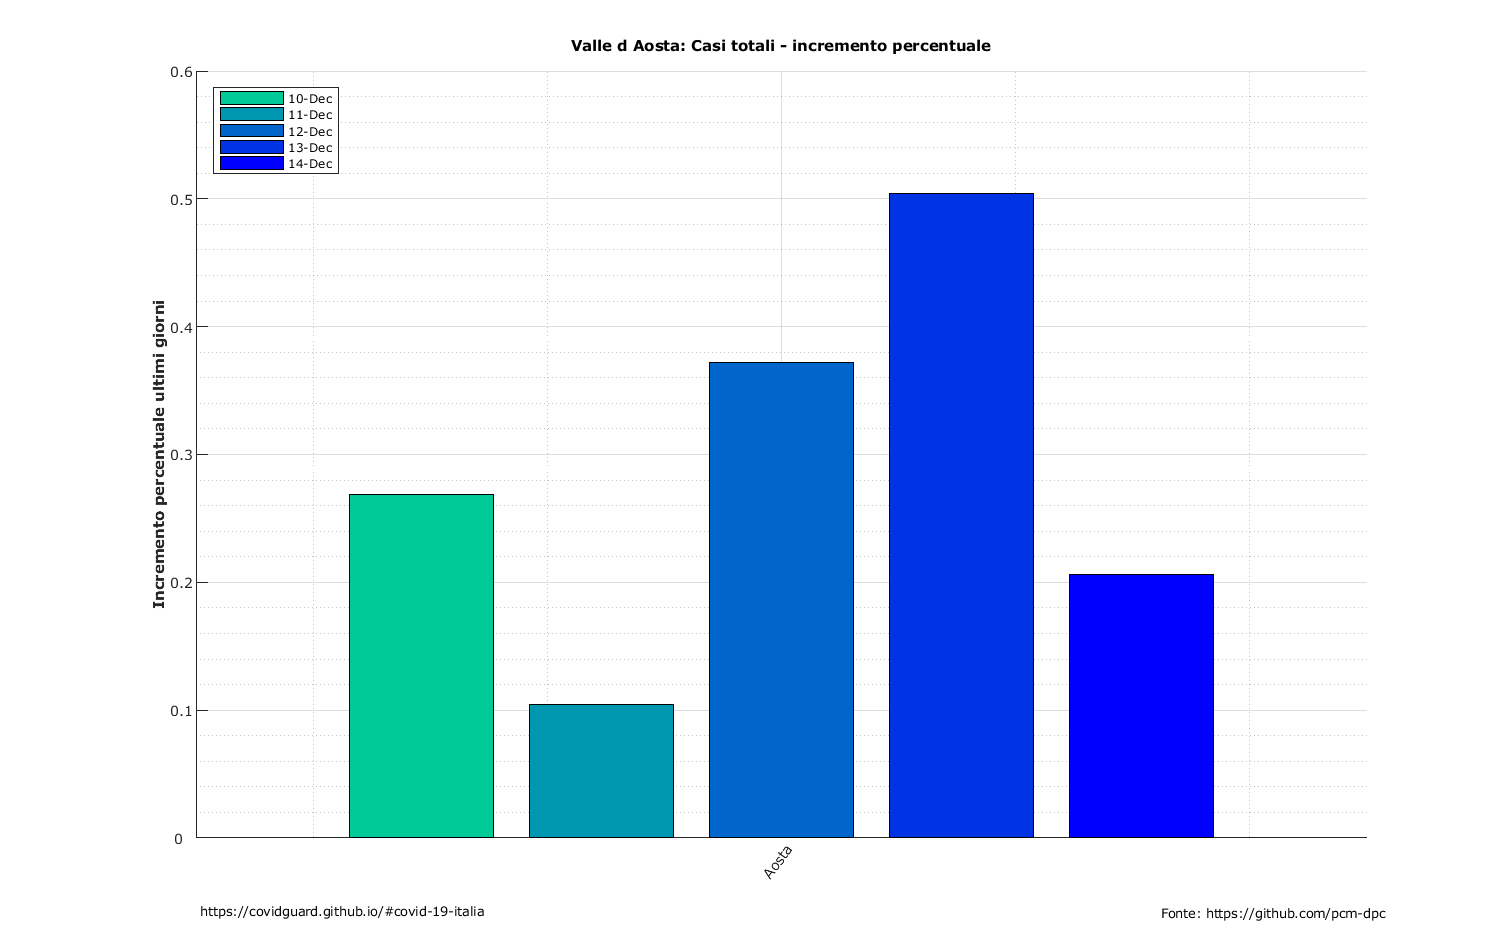 Valle d Aosta: Casi totali - incremento percentuale
0.6
10-Dec
11-Dec
12-Dec
13-Dec
14-Dec
0.5
0.4
0.3
0.2
0.1
0
Incremento percentuale ultimi giorni
Aosta
https://covidguard.github.io/#covid-19-italia
Fonte: https://github.com/pcm-dpc